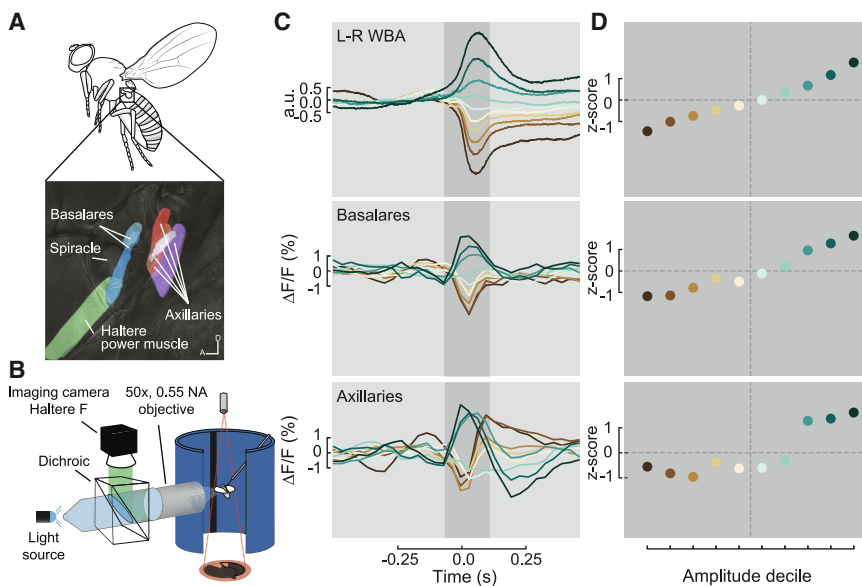 A
Basalares
Spiracle
Axillaries
Haltere
power muscle
D
A
B
Imaging camera
Haltere F
50x, 0.55 NA
objective
Dichroic
Light
source
C
L-R WBA
0.5
0.0
-0.5
a.u.
Basalares
1
0
-1
ΔF/F (%)
Axillaries
1
0
-1
ΔF/F (%)
-0.25
0.0
0.25
Time (s)
D
1
0
-1
z-score
1
0
-1
z-score
1
0
-1
z-score
Amplitude decile